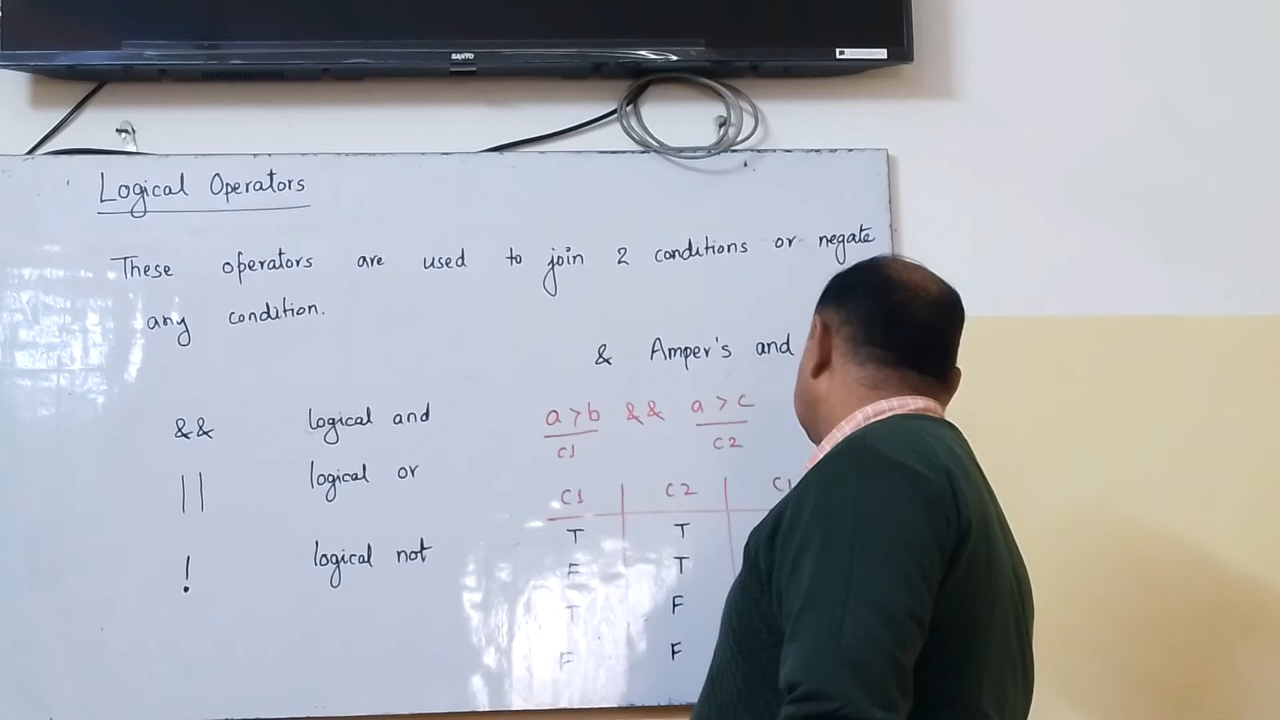 SANYO
Logical Operators
These operators are used to join 2 conditions or negate
any condition.
& Amper's and
&& logical and
a > b && a > c
C1 C2
|| logical or
C1 C2 C1
T T
! logical not
F T
T F
F F